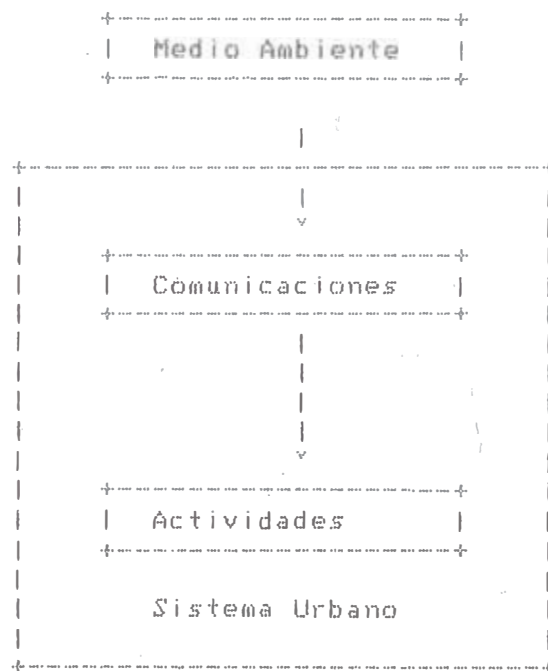 Medio Ambiente
Comunicaciones
Actividades
Sistema Urbano